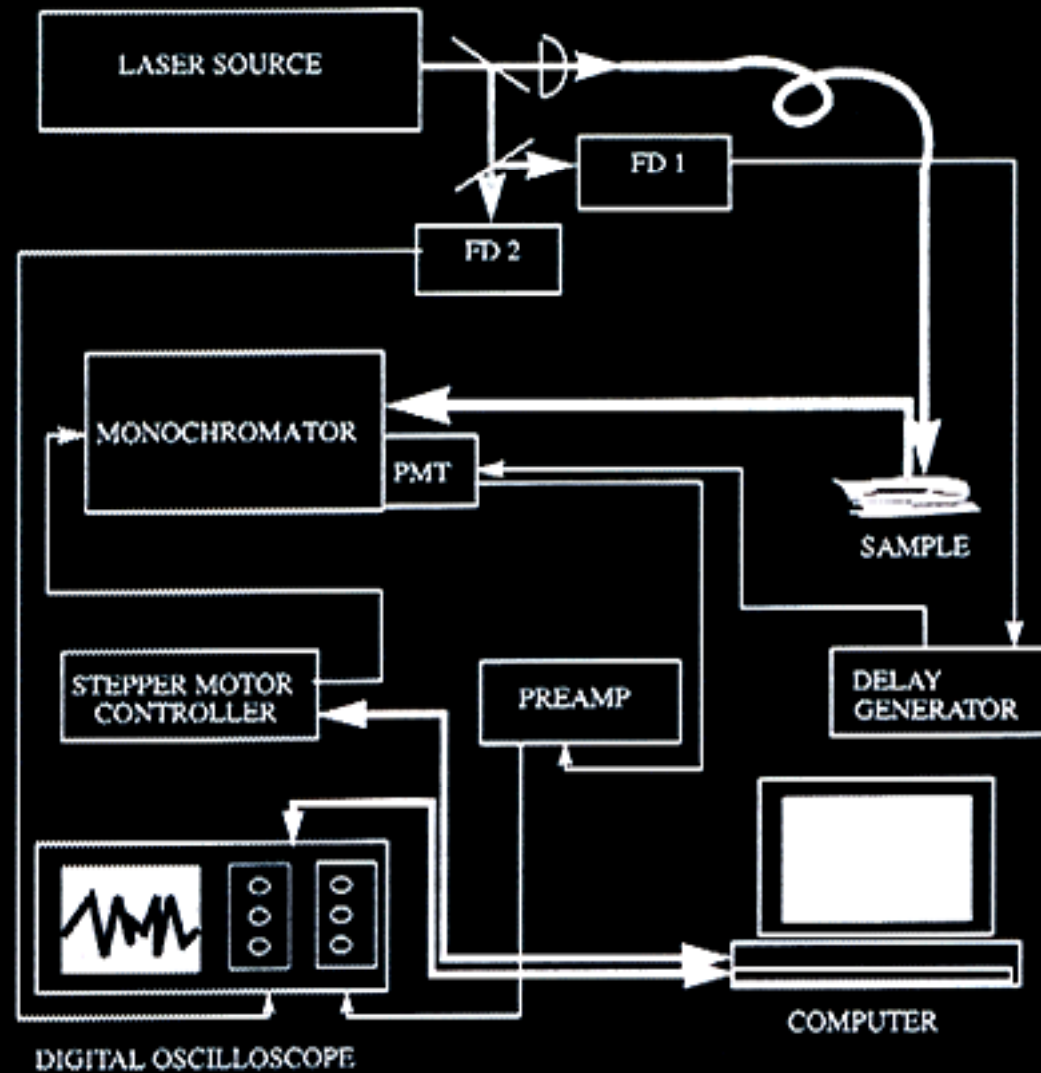 LASER SOURCE
FD 1
FD 2
MONOCHROMATOR
PMT
SAMPLE
STEPPER MOTOR
CONTROLLER
PREAMP
DELAY
GENERATOR
COMPUTER
DIGITAL OSCILLOSCOPE